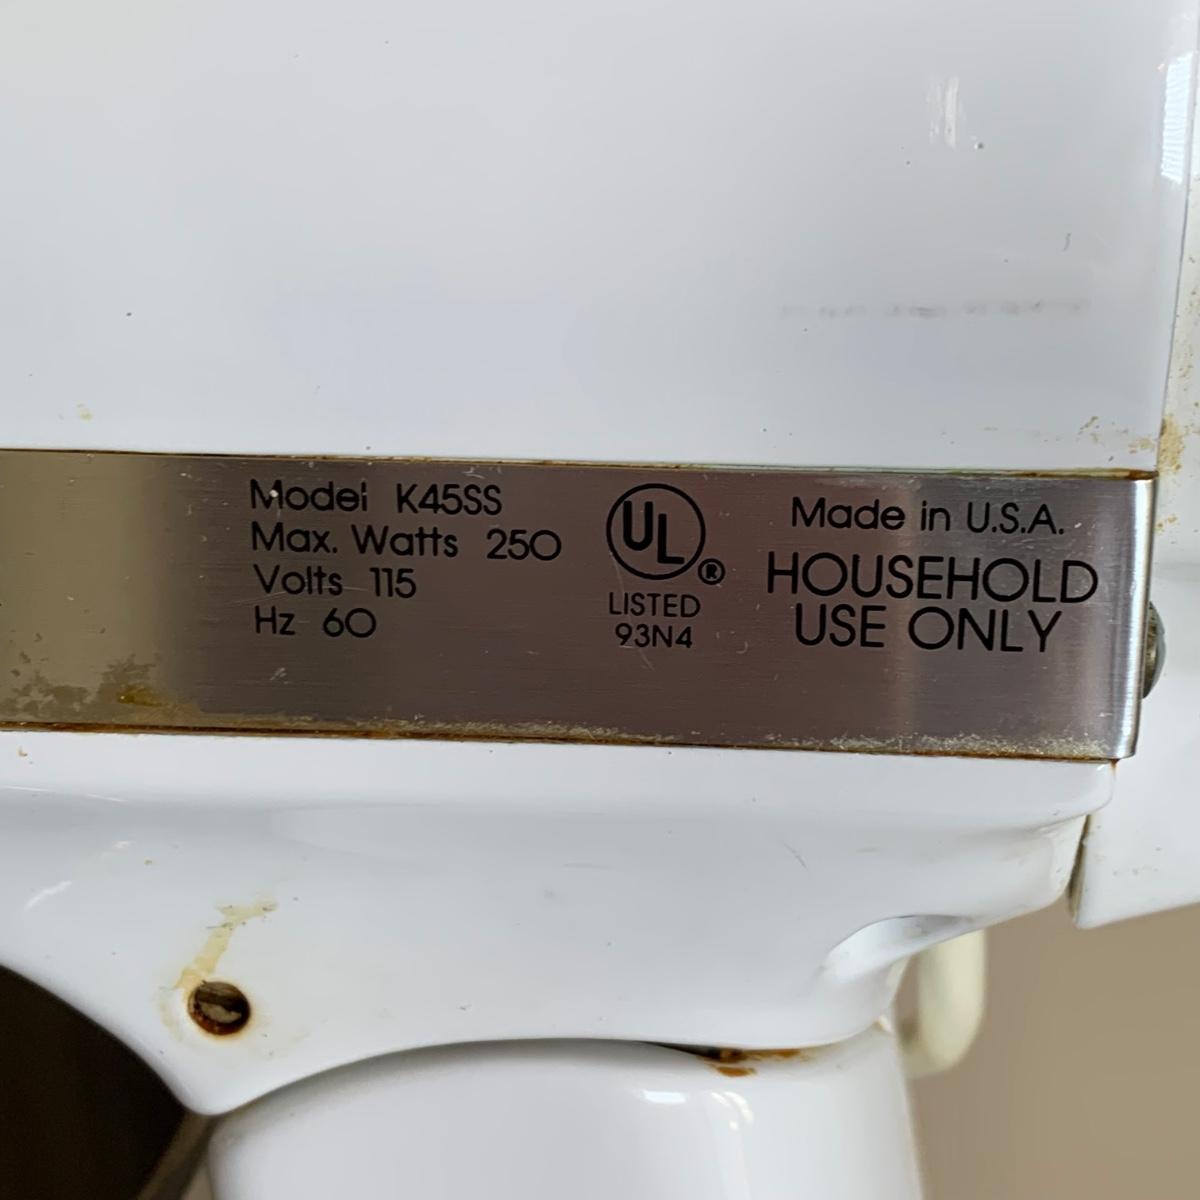 Model K45SS
Max. Watts 250
Volts 115
Hz 60
UL ®
LISTED
93N4
Made in U.S.A.
HOUSEHOLD
USE ONLY